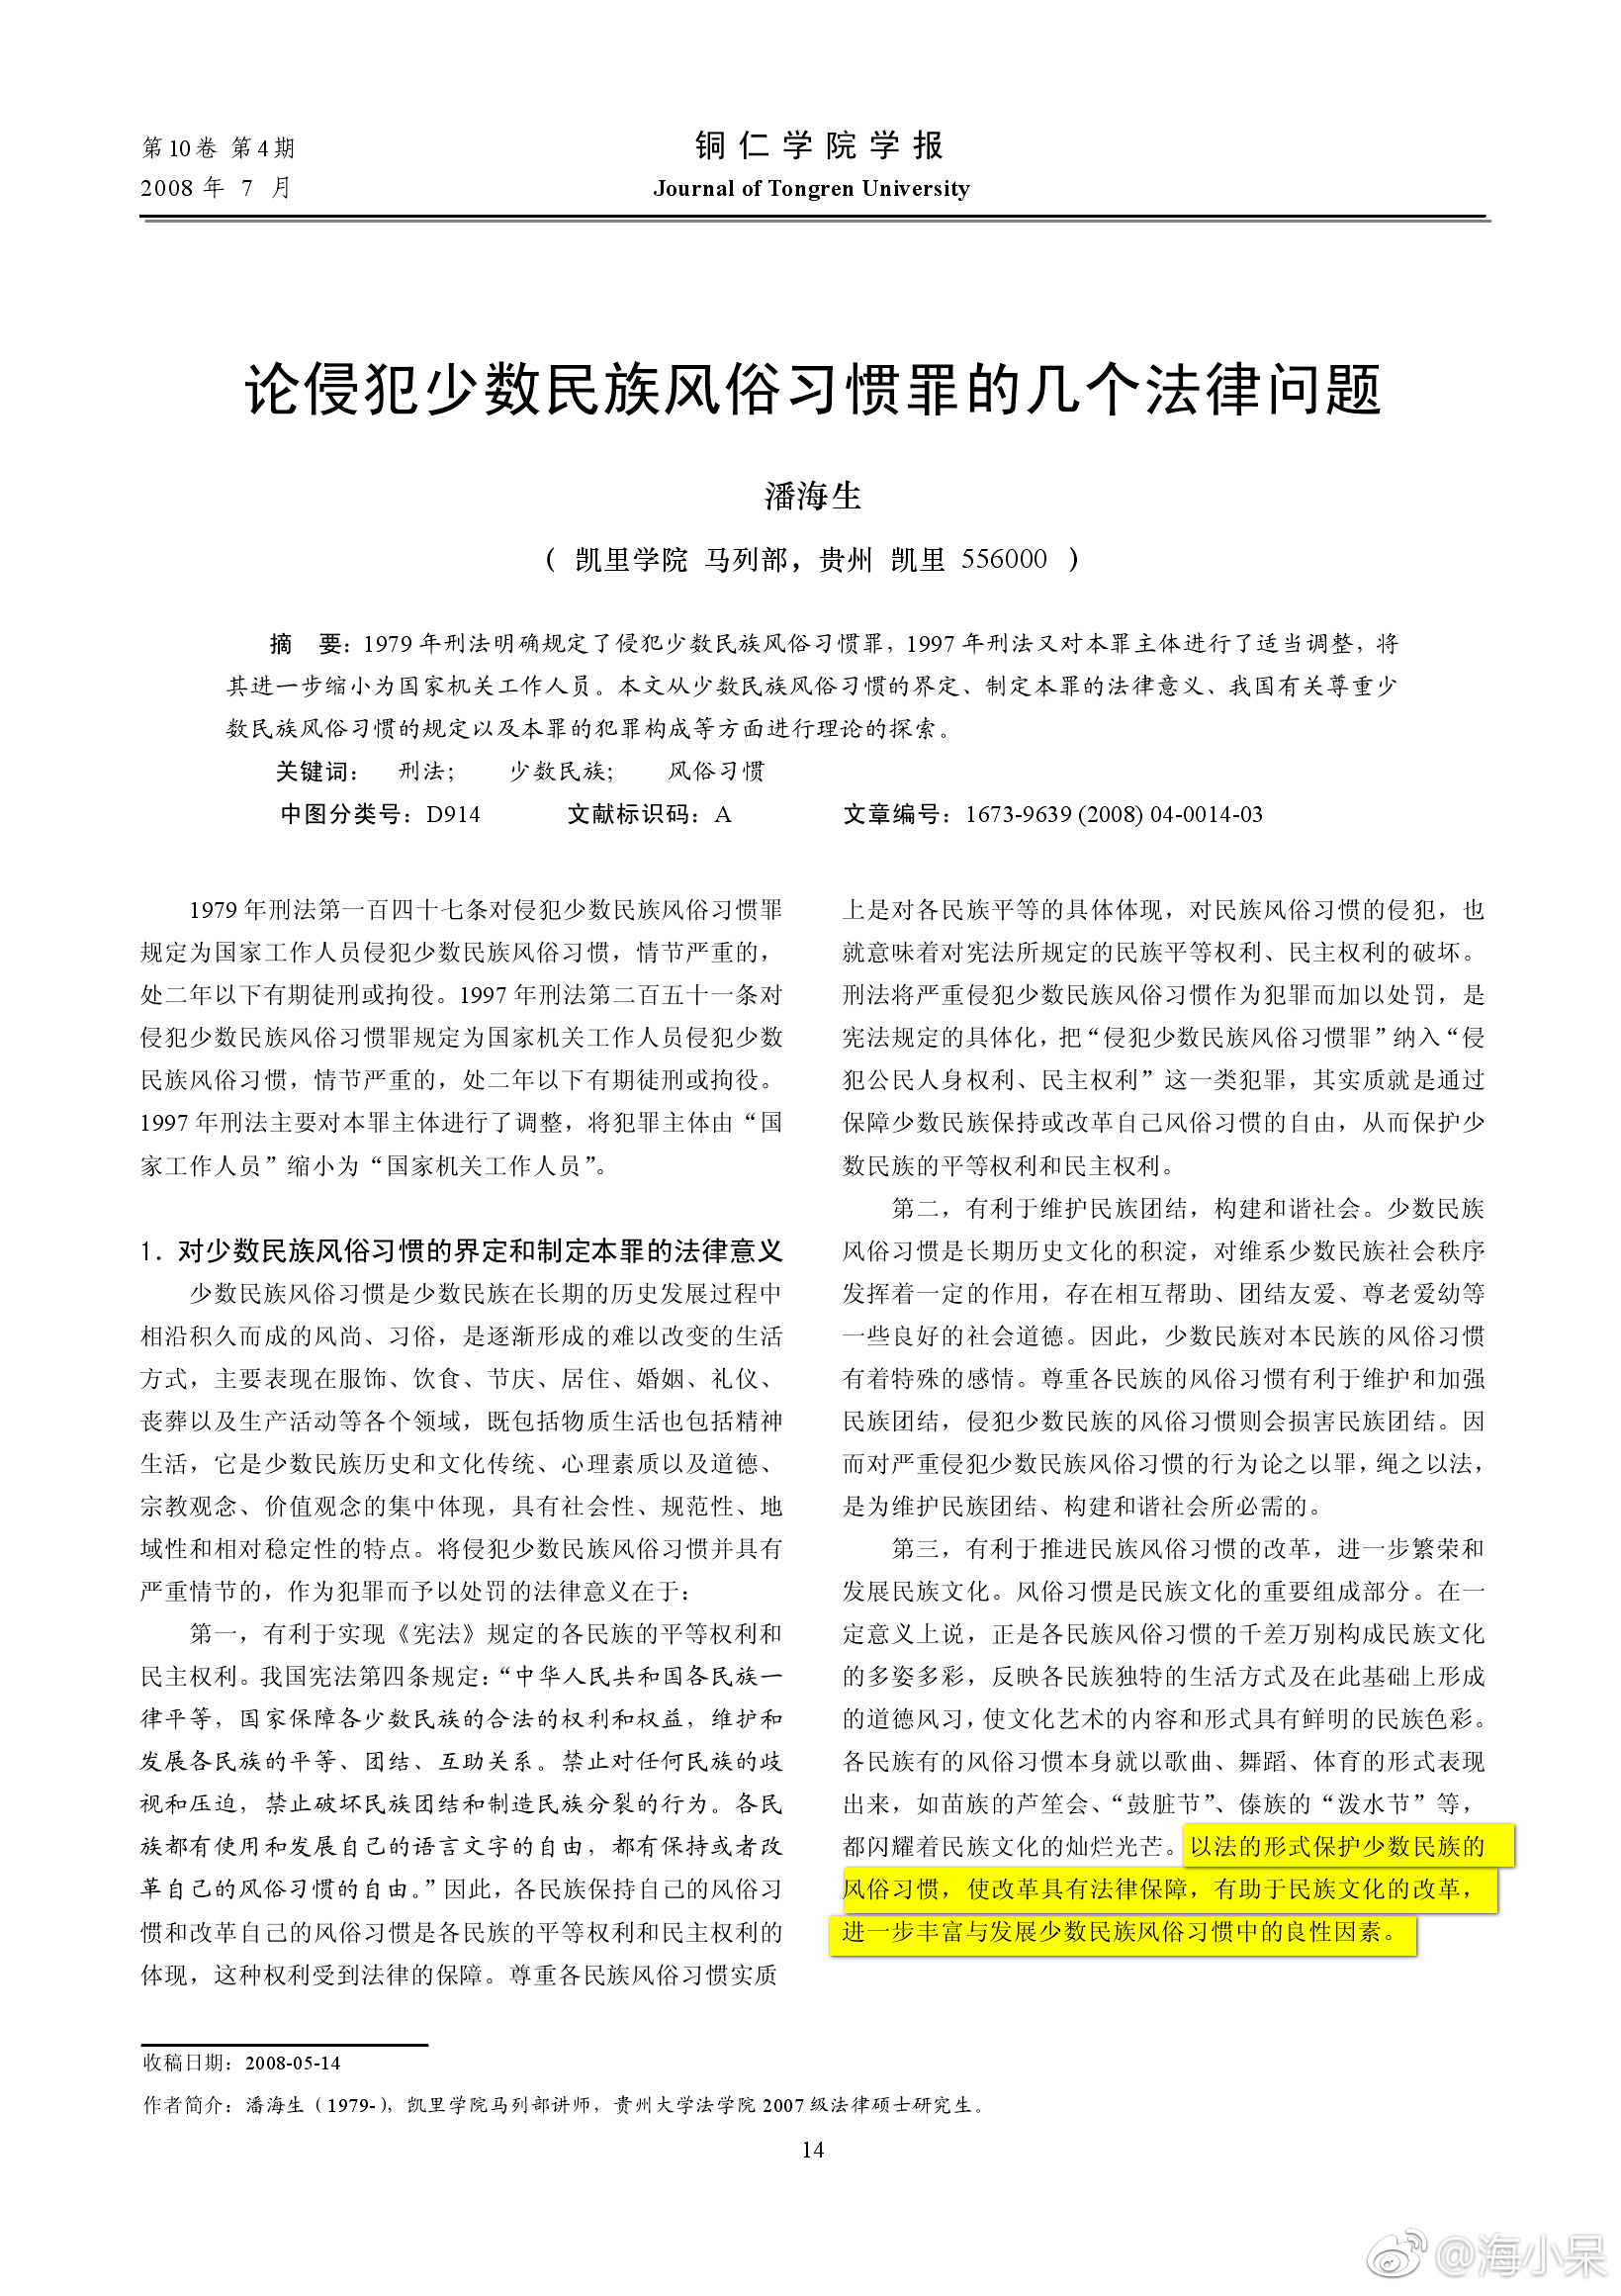 第10卷 第4期
铜仁学院学报
2008 年 7 月
Journal of Tongren University
论侵犯少数民族风俗习惯罪的几个法律问题
潘海生
（ 凯里学院 马列部，贵州 凯里 556000 ）
摘　要：1979 年刑法明确规定了侵犯少数民族风俗习惯罪，1997 年刑法又对本罪主体进行了适当调整，将
其进一步缩小为国家机关工作人员。本文从少数民族风俗习惯的界定、制定本罪的法律意义、我国有关尊重少
数民族风俗习惯的规定以及本罪的犯罪构成等方面进行理论的探索。
关键词：　刑法；　少数民族；　风俗习惯
中图分类号：D914　　文献标识码：A　　文章编号：1673-9639 (2008) 04-0014-03
1979 年刑法第一百四十七条对侵犯少数民族风俗习惯罪
规定为国家工作人员侵犯少数民族风俗习惯，情节严重的，
处二年以下有期徒刑或拘役。1997 年刑法第二百五十一条对
侵犯少数民族风俗习惯罪规定为国家机关工作人员侵犯少数
民族风俗习惯，情节严重的，处二年以下有期徒刑或拘役。
1997 年刑法主要对本罪主体进行了调整，将犯罪主体由“国
家工作人员”缩小为“国家机关工作人员”。
1. 对少数民族风俗习惯的界定和制定本罪的法律意义
少数民族风俗习惯是少数民族在长期的历史发展过程中
相沿积久而成的风尚、习俗，是逐渐形成的难以改变的生活
方式，主要表现在服饰、饮食、节庆、居住、婚姻、礼仪、
丧葬以及生产活动等各个领域，既包括物质生活也包括精神
生活，它是少数民族历史和文化传统、心理素质以及道德、
宗教观念、价值观念的集中体现，具有社会性、规范性、地
域性和相对稳定性的特点。将侵犯少数民族风俗习惯并具有
严重情节的，作为犯罪而予以处罚的法律意义在于：
第一，有利于实现《宪法》规定的各民族的平等权利和
民主权利。我国宪法第四条规定：“中华人民共和国各民族一
律平等，国家保障各少数民族的合法的权利和权益，维护和
发展各民族的平等、团结、互助关系。禁止对任何民族的歧
视和压迫，禁止破坏民族团结和制造民族分裂的行为。各民
族都有使用和发展自己的语言文字的自由，都有保持或者改
革自己的风俗习惯的自由。”因此，各民族保持自己的风俗习
惯和改革自己的风俗习惯是各民族的平等权利和民主权利的
体现，这种权利受到法律的保障。尊重各民族风俗习惯实质
上是对各民族平等的具体体现，对民族风俗习惯的侵犯，也
就意味着对宪法所规定的民族平等权利、民主权利的破坏。
刑法将严重侵犯少数民族风俗习惯作为犯罪而加以处罚，是
宪法规定的具体化，把“侵犯少数民族风俗习惯罪”纳入“侵
犯公民人身权利、民主权利”这一类犯罪，其实质就是通过
保障少数民族保持或改革自己风俗习惯的自由，从而保护少
数民族的平等权利和民主权利。
第二，有利于维护民族团结，构建和谐社会。少数民族
风俗习惯是长期历史文化的积淀，对维系少数民族社会秩序
发挥着一定的作用，存在相互帮助、团结友爱、尊老爱幼等
一些良好的社会道德。因此，少数民族对本民族的风俗习惯
有着特殊的感情。尊重各民族的风俗习惯有利于维护和加强
民族团结，侵犯少数民族的风俗习惯则会损害民族团结。因
而对严重侵犯少数民族风俗习惯的行为论之以罪，绳之以法，
是为维护民族团结、构建和谐社会所必需的。
第三，有利于推进民族风俗习惯的改革，进一步繁荣和
发展民族文化。风俗习惯是民族文化的重要组成部分。在一
定意义上说，正是各民族风俗习惯的千差万别构成民族文化
的多姿多彩，反映各民族独特的生活方式及在此基础上形成
的道德风习，使文化艺术的内容和形式具有鲜明的民族色彩。
各民族有的风俗习惯本身就以歌曲、舞蹈、体育的形式表现
出来，如苗族的芦笙会、“鼓脏节”、傣族的“泼水节”等，
都闪耀着民族文化的灿烂光芒。以法的形式保护少数民族的
风俗习惯，使改革具有法律保障，有助于民族文化的改革，
进一步丰富与发展少数民族风俗习惯中的良性因素。
收稿日期：2008-05-14
作者简介：潘海生（1979-），凯里学院马列部讲师，贵州大学法学院 2007 级法律硕士研究生。
14
@海小呆